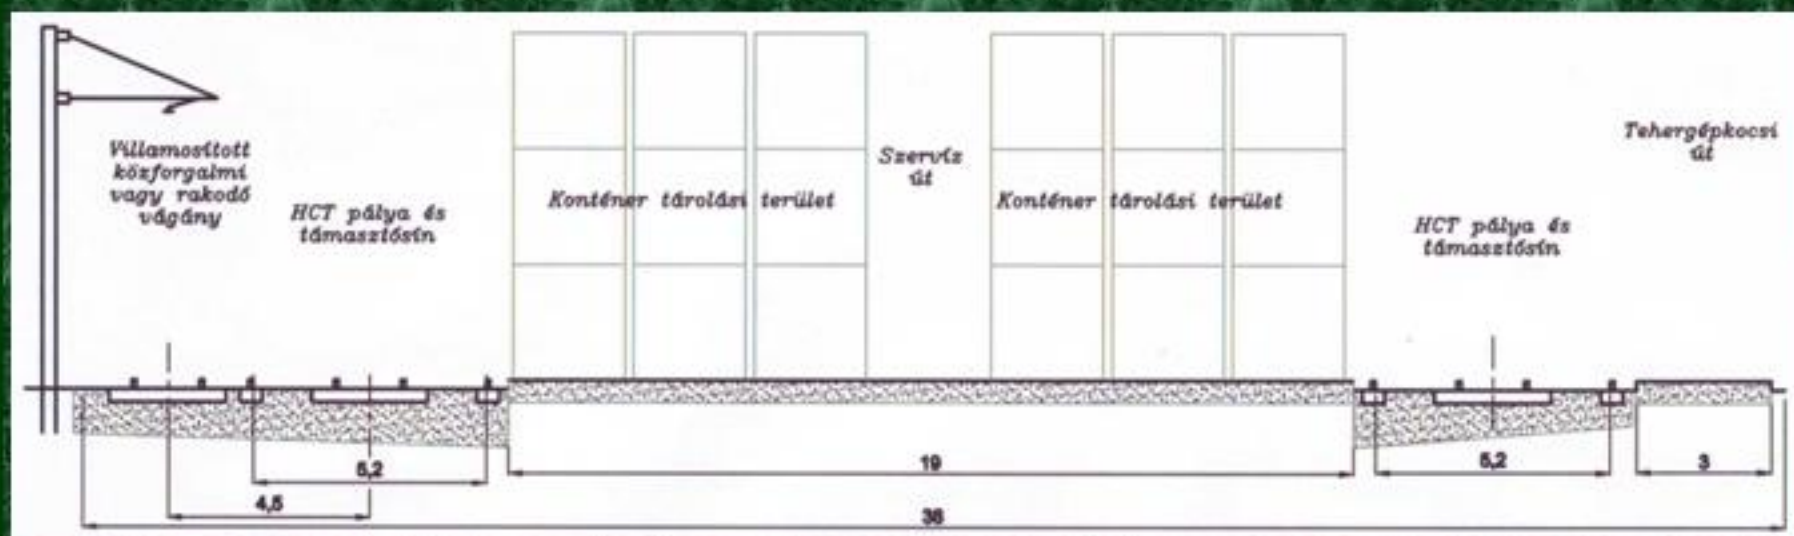 Villamosított
közforgalmi
vagy rakodó
vágány
HCT pálya és
támasztósín
Konténer tárolási terület
Szervíz
út
Konténer tárolási terület
HCT pálya és
támasztósín
Tehergépkocsi
út
5,2
4,5
19
5,2
3
38